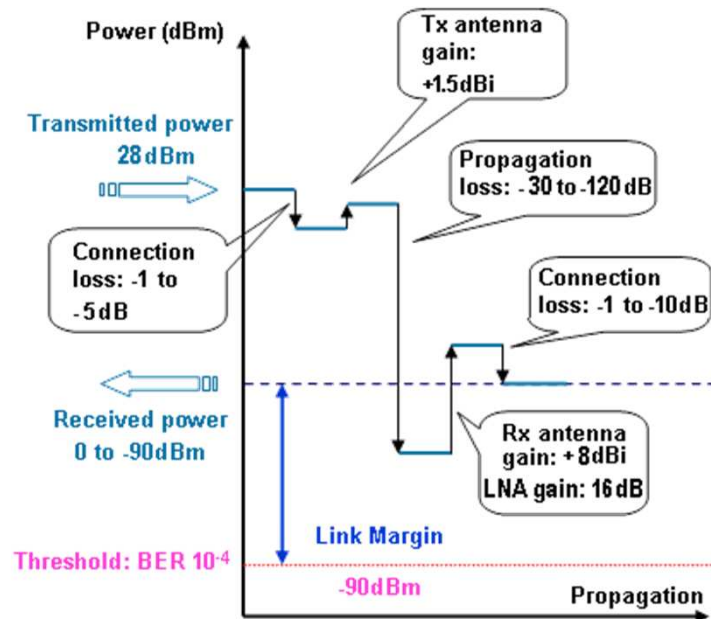 Power (dBm)
Tx antenna
gain:
+1.5dBi
Transmitted power
28dBm
Propagation
loss: - 30 to -120dB
Connection
loss: -1 to
- 5dB
Connection
loss: -1 to -10dB
Received power
0 to -90dBm
Rx antenna
gain: +8dBi
LNA gain: 16dB
Link Margin
Threshold: BER 10⁻⁴
-90dBm
Propagation